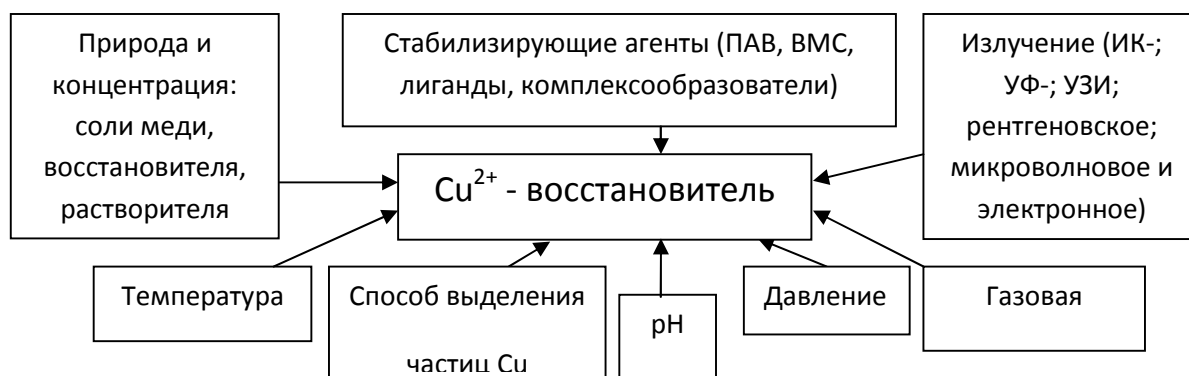 Природа и
концентрация:
соли меди,
восстановителя,
растворителя
Стабилизирующие агенты (ПАВ, ВМС,
лиганды, комплексообразователи)
Излучение (ИК-;
УФ-; УЗИ;
рентгеновское;
микроволновое и
электронное)
Cu²⁺ - восстановитель
Температура
Способ выделения
частиц Cu
pH
Давление
Газовая